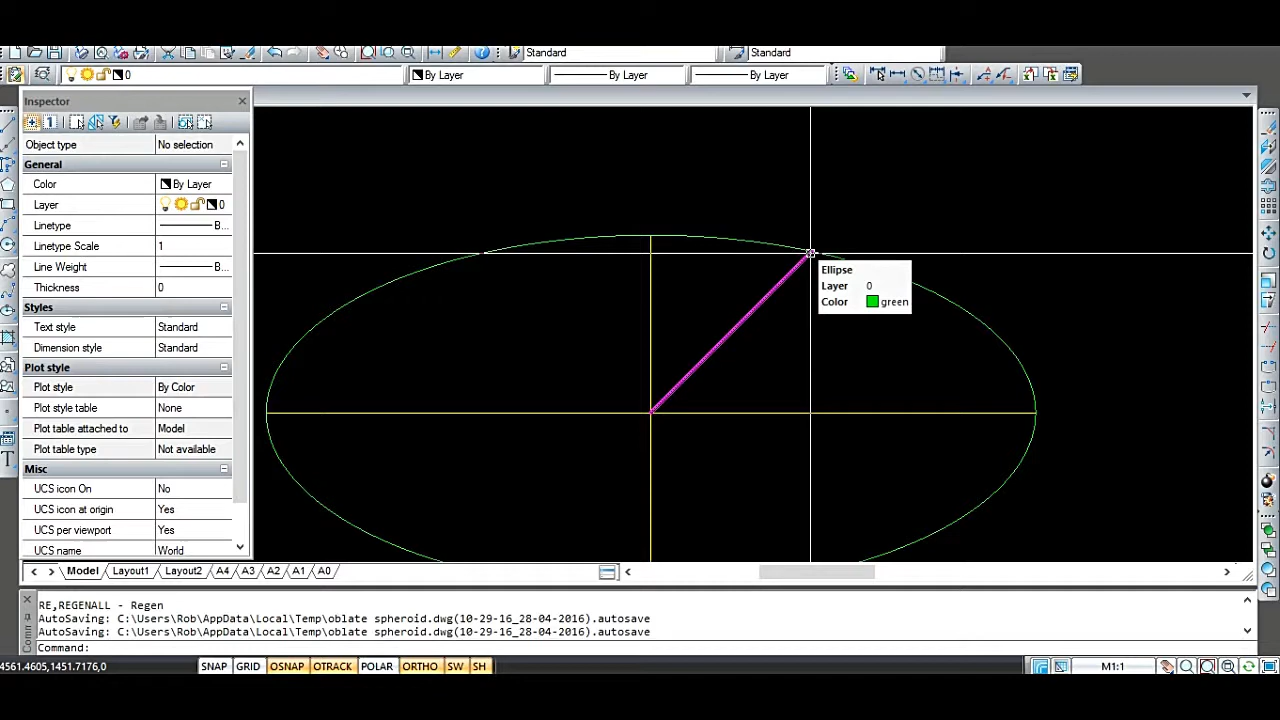 Standard Standard
0 By Layer By Layer By Layer
Inspector
1
Object type No selection
General
Color By Layer
Layer 0
Linetype B...
Linetype Scale 1
Line Weight B...
Thickness 0
Styles
Text style Standard
Dimension style Standard
Plot style
Plot style By Color
Plot style table None
Plot table attached to Model
Plot table type Not available
Misc
UCS icon On No
UCS icon at origin Yes
UCS per viewport Yes
UCS name World
Ellipse
Layer 0
Color green
Model Layout1 Layout2 A4 A3 A2 A1 A0
RE,REGENALL - Regen
AutoSaving: C:\Users\Rob\AppData\Local\Temp\oblate spheroid.dwg(10-29-16_28-04-2016).autosave
AutoSaving: C:\Users\Rob\AppData\Local\Temp\oblate spheroid.dwg(10-29-16_28-04-2016).autosave
Command:
4561.4605,1451.7176,0 SNAP GRID OSNAP OTRACK POLAR ORTHO SW SH M1:1